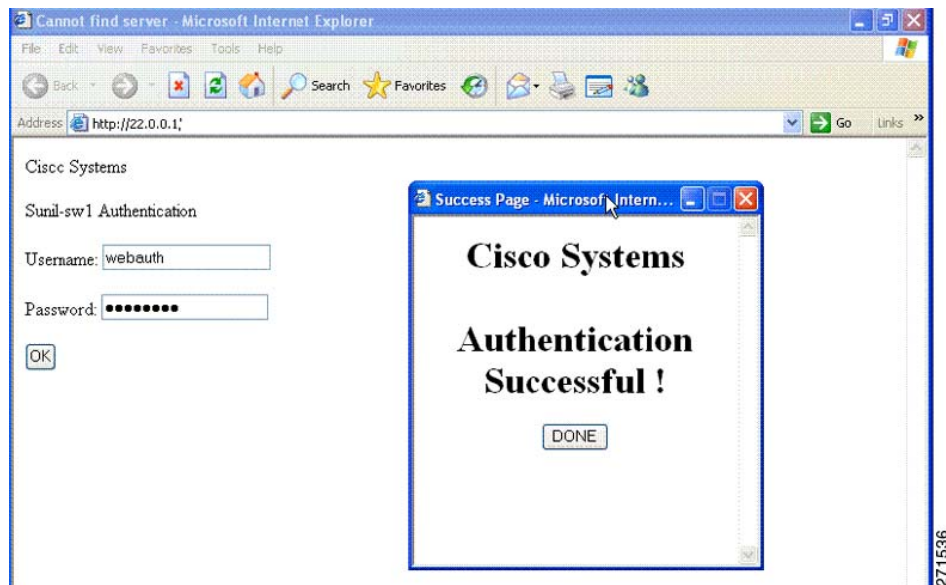 Cannot find server - Microsoft Internet Explorer
File Edit View Favorites Tools Help
Back Search Favorites
Address http://22.0.0.1/ Go Links »
Ciscc Systems
Sunil-sw1 Authentication
Username: webauth
Password: ••••••••
OK
Success Page - Microsoft Intern...
Cisco Systems
Authentication
Successful !
DONE
271536